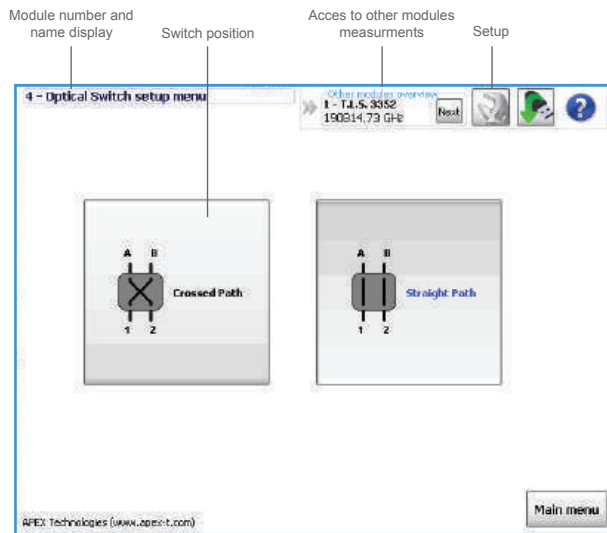 Module number and
name display
Switch position
Acces to other modules
measurments
Setup
4 - Optical Switch setup menu
Other modules overview
1 - T.L.S. 3352
190814.73 GHz
Next
?
A B
Crossed Path
1 2
A B
Straight Path
1 2
Main menu
APEX Technologies (www.apex-t.com)